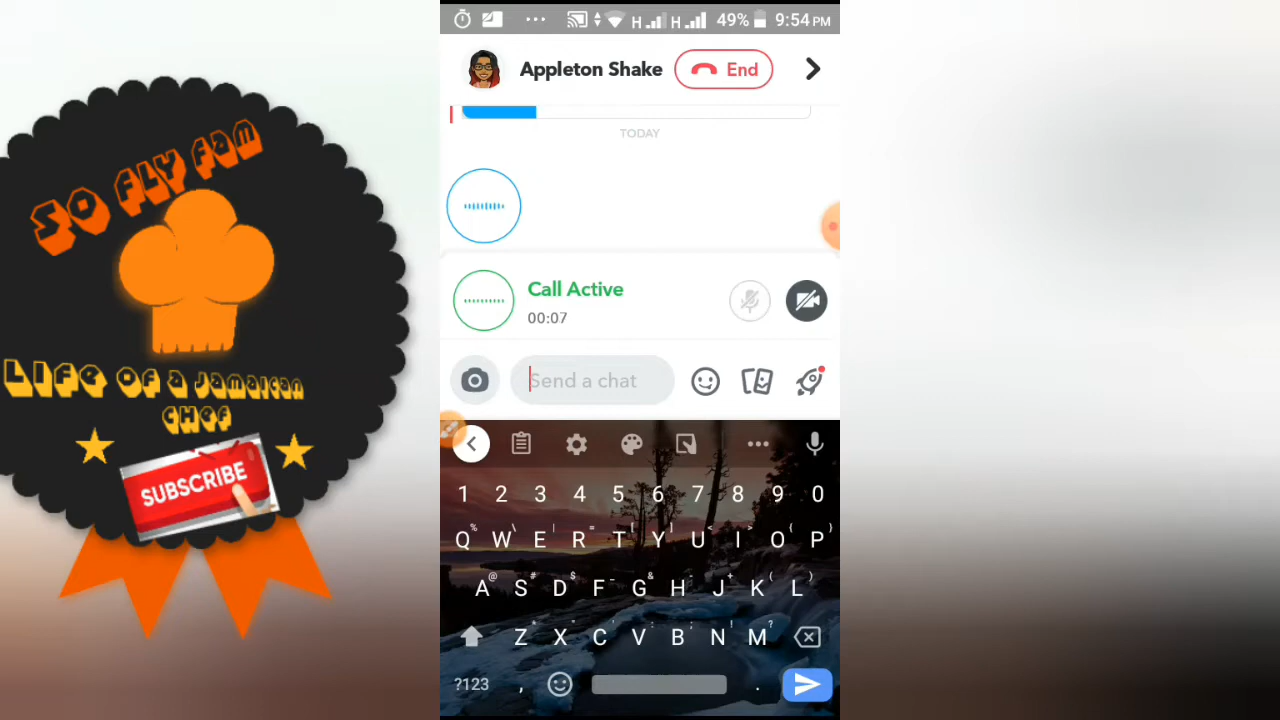 SO FLY FAM
LIFE OF A JAMAICAN
CHEF
SUBSCRIBE
H H 49% 9:54 PM
Appleton Shake End
TODAY
Call Active
00:07
Send a chat
1 2 3 4 5 6 7 8 9 0
% \ | = [ ] < > { }
Q W E R T Y U I O P
@ # $ _ & - + ( )
A S D F G H J K L
* " ' : ; ! ?
Z X C V B N M
?123 , .